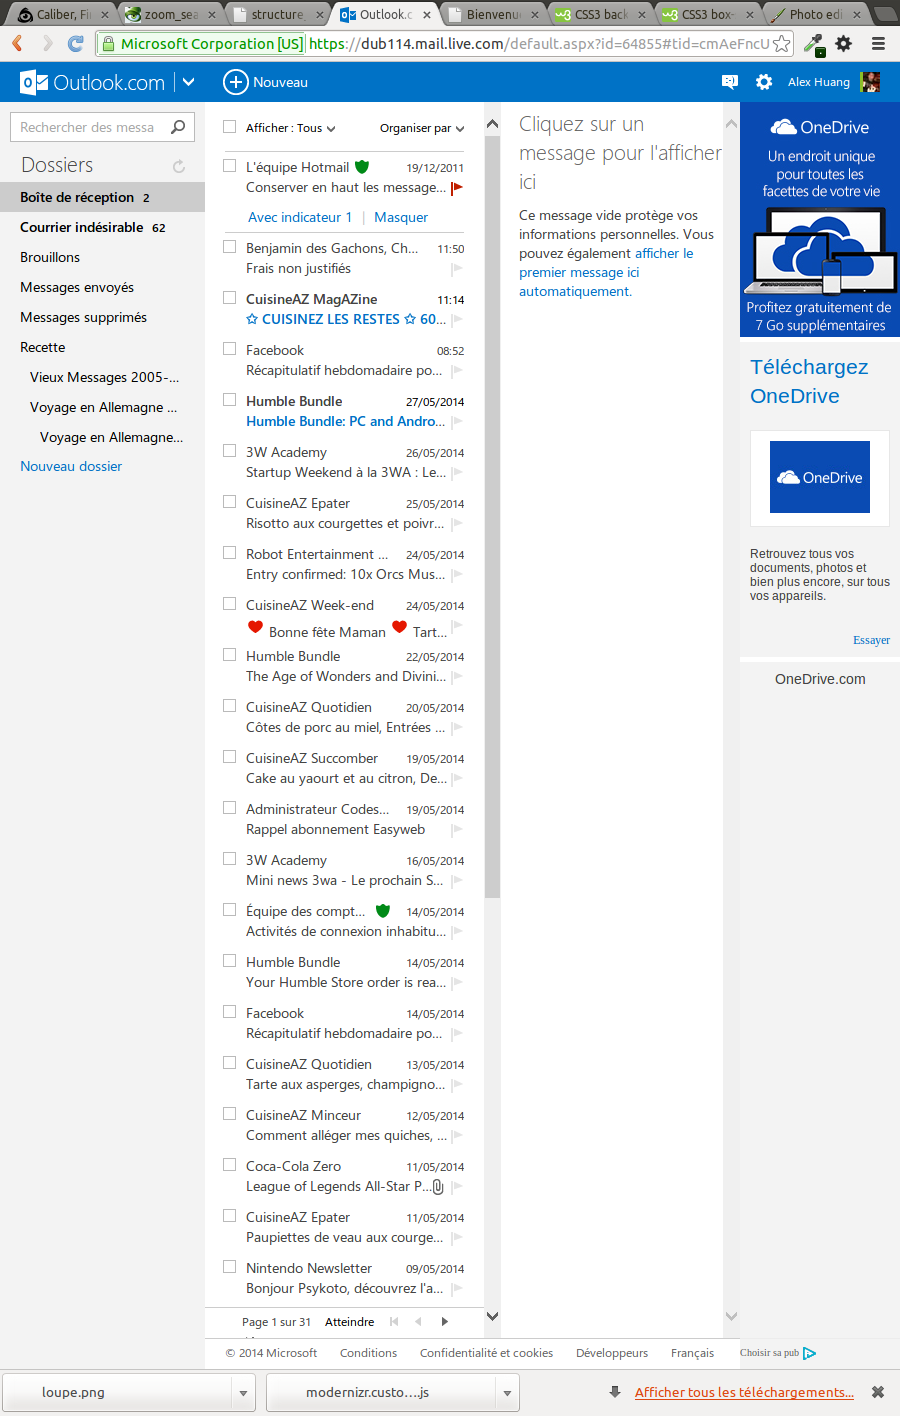 Caliber, Fi
zoom_sea
structure_
Outlook.c
Bienvenue
CSS3 back
CSS3 box-
Photo edi
Microsoft Corporation [US] https://dub114.mail.live.com/default.aspx?id=64855#tid=cmAeFncU
Outlook.com
Nouveau
Alex Huang
Rechercher des messa
Dossiers
Boîte de réception 2
Courrier indésirable 62
Brouillons
Messages envoyés
Messages supprimés
Recette
Vieux Messages 2005-...
Voyage en Allemagne ...
Voyage en Allemagne...
Nouveau dossier
Afficher : Tous
Organiser par
L'équipe Hotmail 19/12/2011
Conserver en haut les message...
Avec indicateur 1 | Masquer
Benjamin des Gachons, Ch... 11:50
Frais non justifiés
CuisineAZ MagAZine 11:14
☆ CUISINEZ LES RESTES ☆ 60...
Facebook 08:52
Récapitulatif hebdomadaire po...
Humble Bundle 27/05/2014
Humble Bundle: PC and Andro...
3W Academy 26/05/2014
Startup Weekend à la 3WA : Le...
CuisineAZ Epater 25/05/2014
Risotto aux courgettes et poivr...
Robot Entertainment ... 24/05/2014
Entry confirmed: 10x Orcs Mus...
CuisineAZ Week-end 24/05/2014
♥ Bonne fête Maman ♥ Tart...
Humble Bundle 22/05/2014
The Age of Wonders and Divini...
CuisineAZ Quotidien 20/05/2014
Côtes de porc au miel, Entrées ...
CuisineAZ Succomber 19/05/2014
Cake au yaourt et au citron, De...
Administrateur Codes... 19/05/2014
Rappel abonnement Easyweb
3W Academy 16/05/2014
Mini news 3wa - Le prochain S...
Équipe des compt... 14/05/2014
Activités de connexion inhabitu...
Humble Bundle 14/05/2014
Your Humble Store order is rea...
Facebook 14/05/2014
Récapitulatif hebdomadaire po...
CuisineAZ Quotidien 13/05/2014
Tarte aux asperges, champigno...
CuisineAZ Minceur 12/05/2014
Comment alléger mes quiches, ...
Coca-Cola Zero 11/05/2014
League of Legends All-Star P...
CuisineAZ Epater 11/05/2014
Paupiettes de veau aux courge...
Nintendo Newsletter 09/05/2014
Bonjour Psykoto, découvrez l'a...
Page 1 sur 31 Atteindre
Cliquez sur un
message pour l'afficher
ici
Ce message vide protège vos
informations personnelles. Vous
pouvez également afficher le
premier message ici
automatiquement.
OneDrive
Un endroit unique
pour toutes les
facettes de votre vie
Profitez gratuitement de
7 Go supplémentaires
Téléchargez
OneDrive
OneDrive
Retrouvez tous vos
documents, photos et
bien plus encore, sur tous
vos appareils.
Essayer
OneDrive.com
© 2014 Microsoft Conditions Confidentialité et cookies Développeurs Français
Choisir sa pub
loupe.png
modernizr.custo....js
Afficher tous les téléchargements...